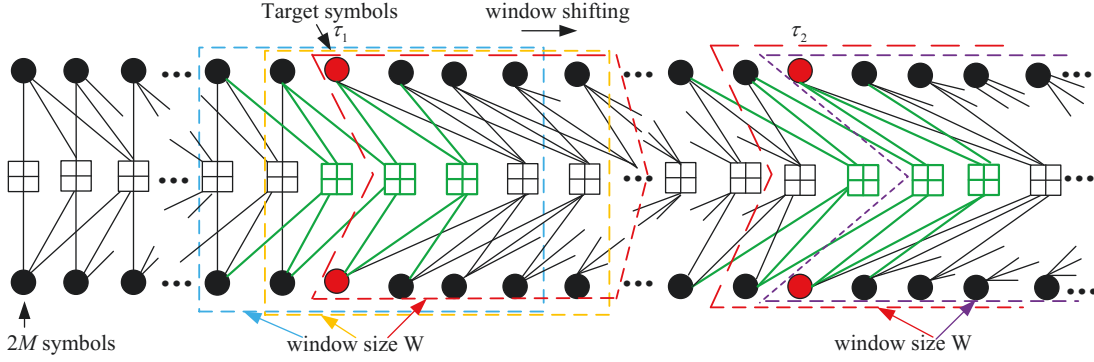 Target symbols
window shifting
τ1
τ2
2M symbols
window size W
window size W